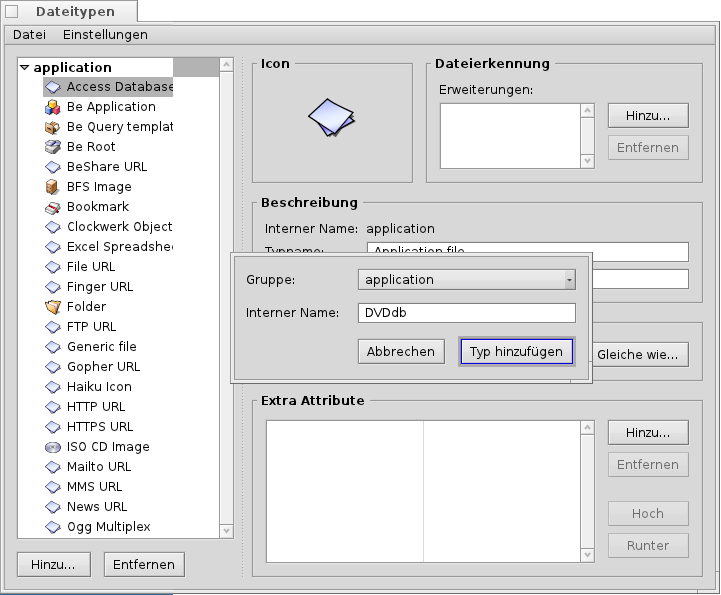 Dateitypen
Datei Einstellungen
application
Access Database
Be Application
Be Query templat
Be Root
BeShare URL
BFS Image
Bookmark
Clockwerk Object
Excel Spreadshee
File URL
Finger URL
Folder
FTP URL
Generic file
Gopher URL
Haiku Icon
HTTP URL
HTTPS URL
ISO CD Image
Mailto URL
MMS URL
News URL
Ogg Multiplex
Hinzu...
Entfernen
Icon
Dateierkennung
Erweiterungen:
Hinzu...
Entfernen
Beschreibung
Interner Name: application
Typname: Application file
Gruppe: application
Interner Name: DVDdb
Abbrechen
Typ hinzufügen
Gleiche wie...
Extra Attribute
Hinzu...
Entfernen
Hoch
Runter